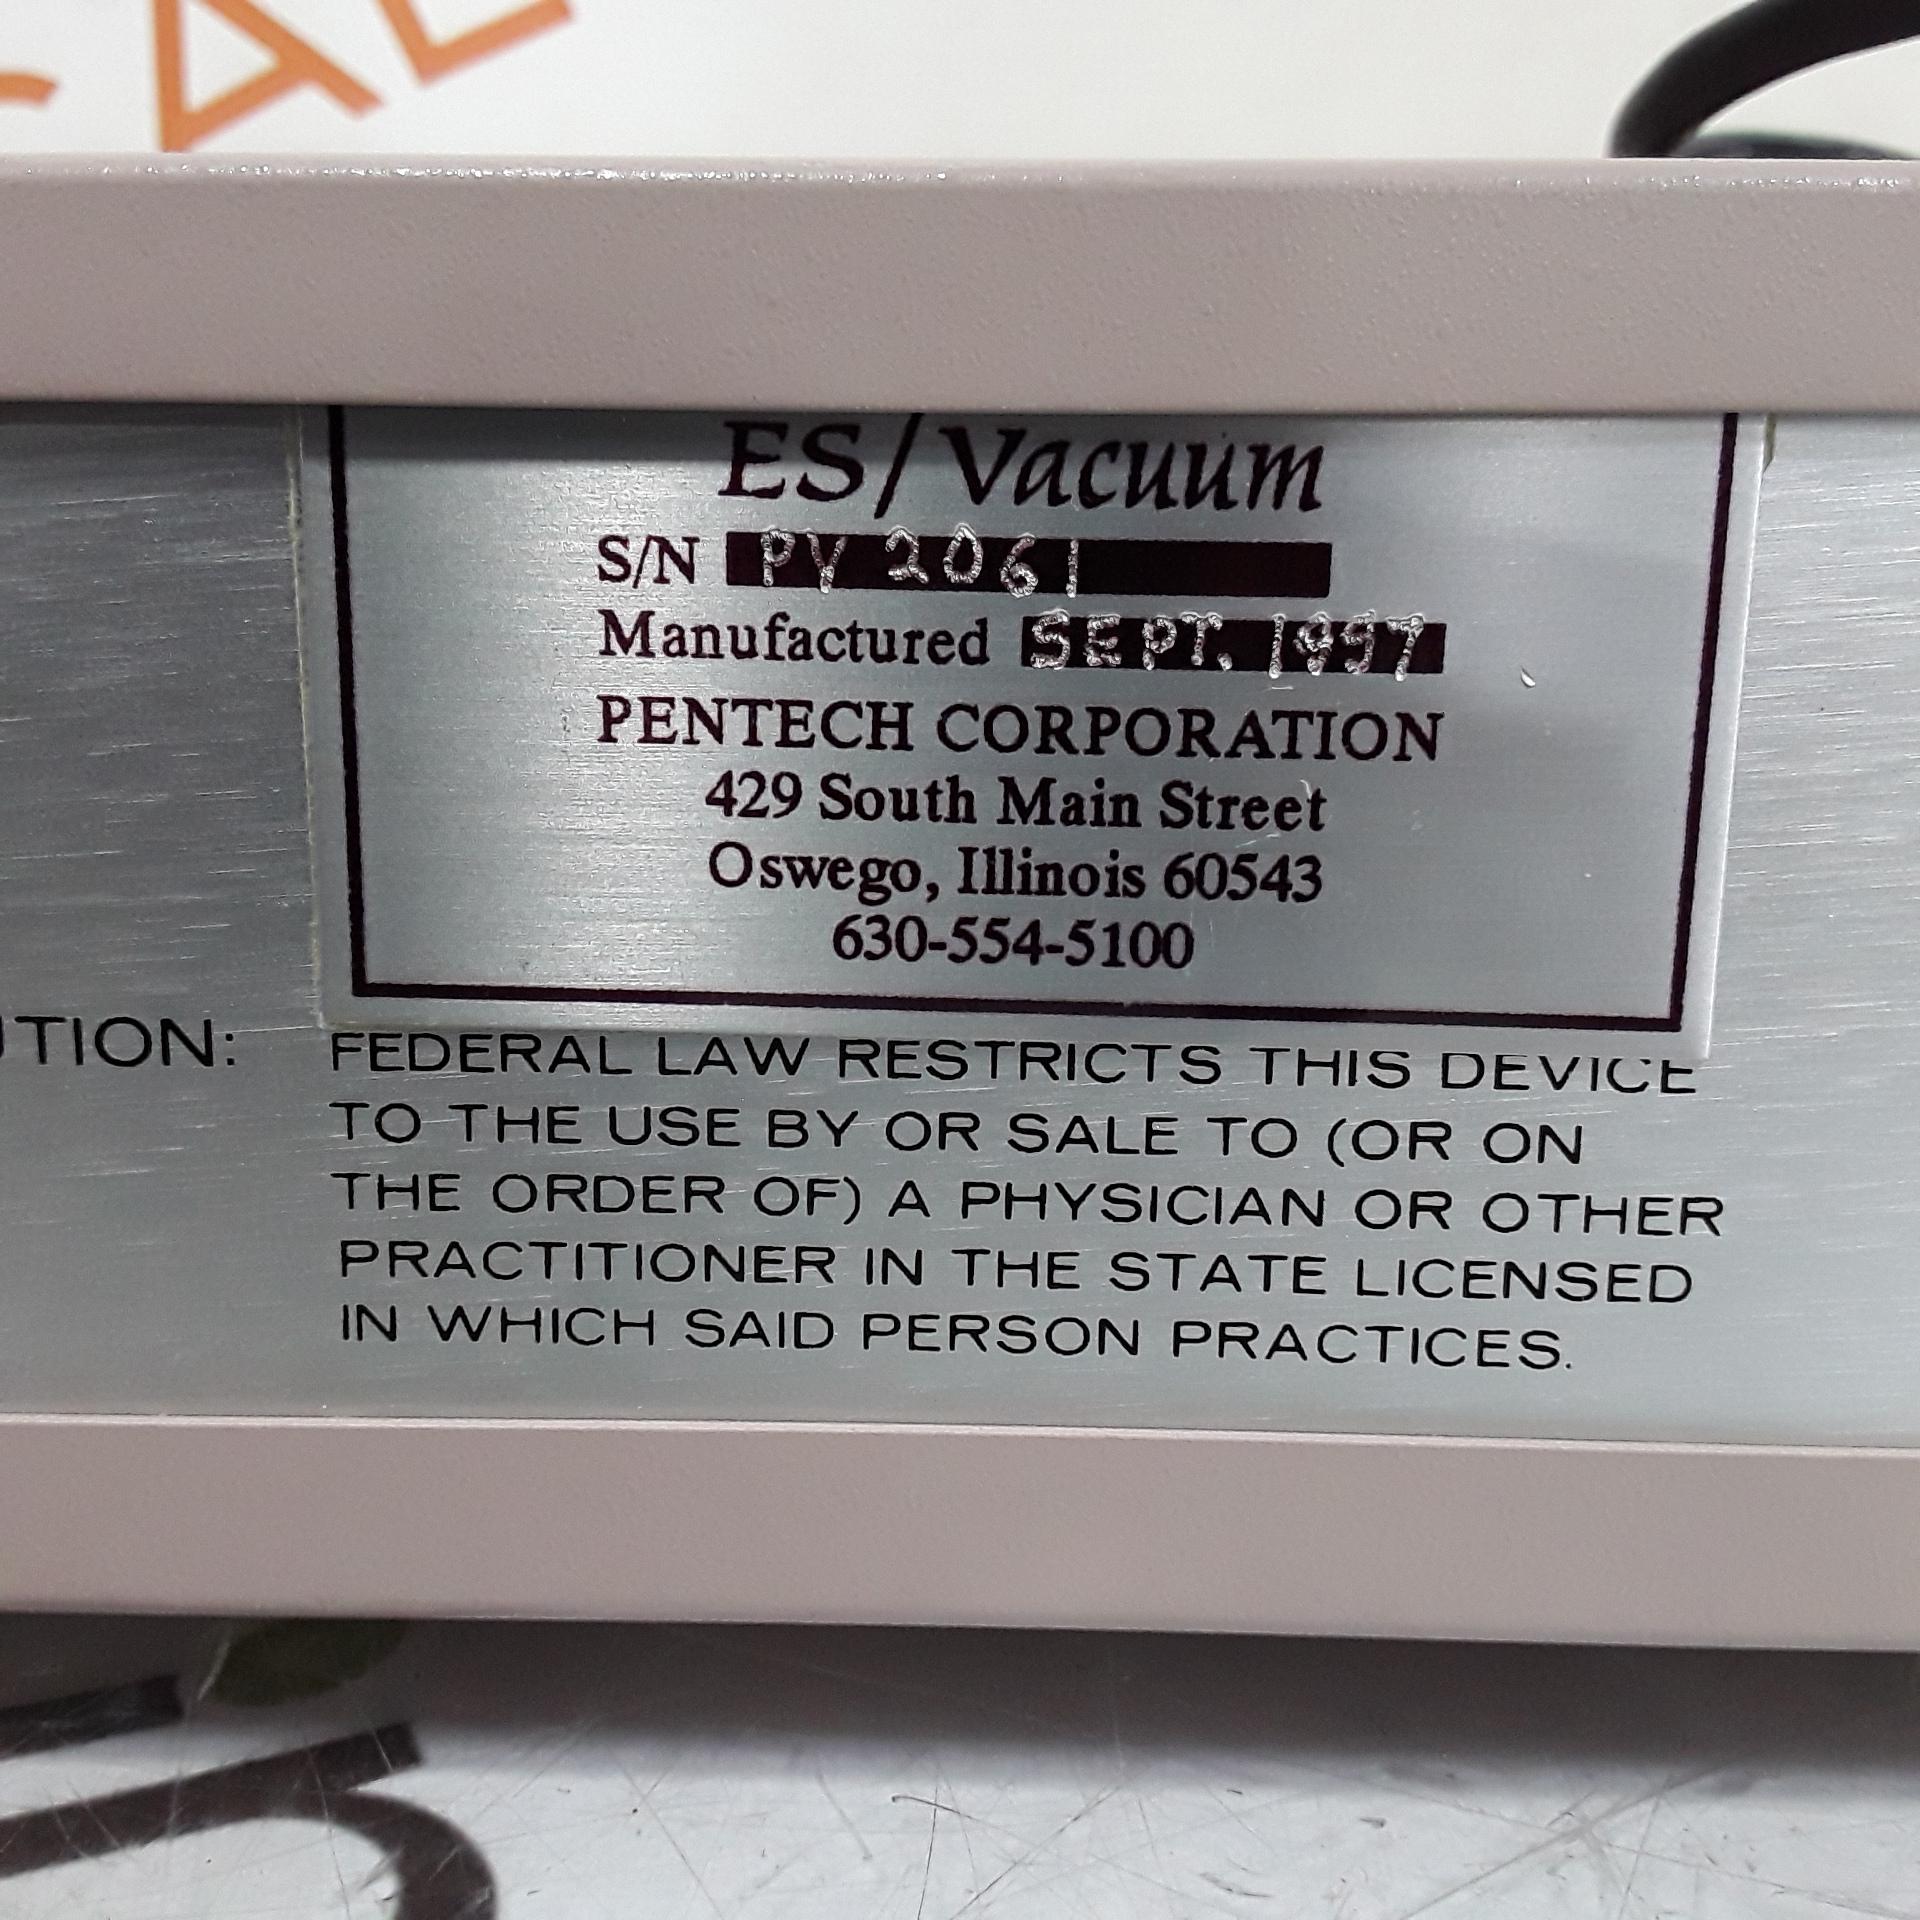 ES/Vacuum
S/N PV 2061
Manufactured SEPT. 1997
PENTECH CORPORATION
429 South Main Street
Oswego, Illinois 60543
630-554-5100
UTION: FEDERAL LAW RESTRICTS THIS DEVICE
TO THE USE BY OR SALE TO (OR ON
THE ORDER OF) A PHYSICIAN OR OTHER
PRACTITIONER IN THE STATE LICENSED
IN WHICH SAID PERSON PRACTICES.